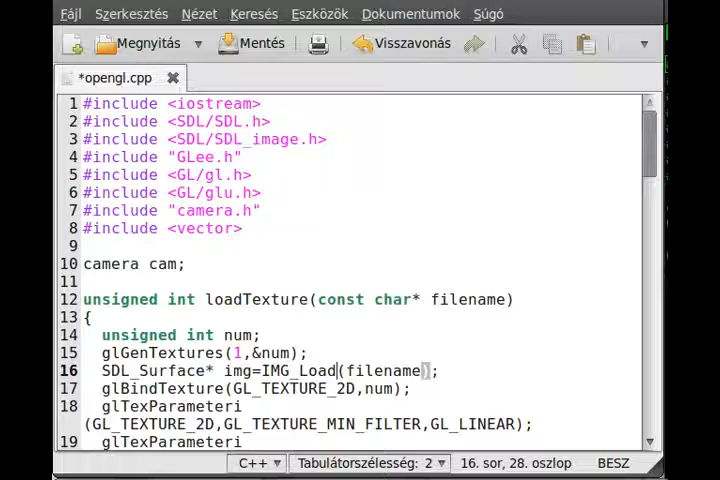 Fájl Szerkesztés Nézet Keresés Eszközök Dokumentumok Súgó
Megnyitás Mentés Visszavonás
*opengl.cpp
1 #include <iostream>
2 #include <SDL/SDL.h>
3 #include <SDL/SDL_image.h>
4 #include "GLee.h"
5 #include <GL/gl.h>
6 #include <GL/glu.h>
7 #include "camera.h"
8 #include <vector>
9
10 camera cam;
11
12 unsigned int loadTexture(const char* filename)
13 {
14 unsigned int num;
15 glGenTextures(1,&num);
16 SDL_Surface* img=IMG_Load(filename);
17 glBindTexture(GL_TEXTURE_2D,num);
18 glTexParameteri
(GL_TEXTURE_2D,GL_TEXTURE_MIN_FILTER,GL_LINEAR);
19 glTexParameteri
C++ Tabulátorszélesség: 2 16. sor, 28. oszlop BESZ